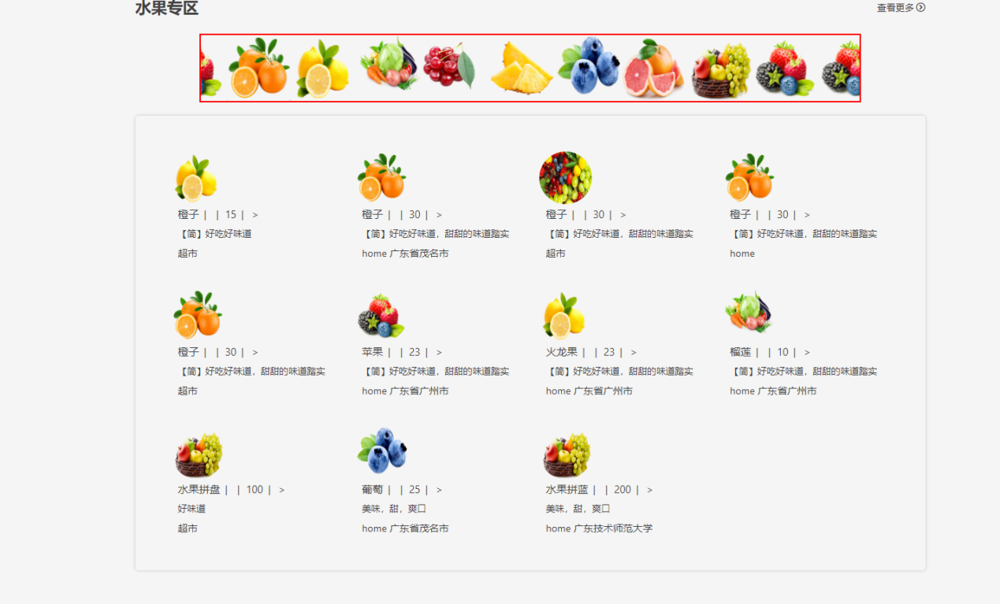 水果专区
查看更多
橙子 | | 15 | >
【简】好吃好味道
超市
橙子 | | 30 | >
【简】好吃好味道，甜甜的味道踏实
home 广东省茂名市
橙子 | | 30 | >
【简】好吃好味道，甜甜的味道踏实
超市
橙子 | | 30 | >
【简】好吃好味道，甜甜的味道踏实
home
橙子 | | 30 | >
【简】好吃好味道，甜甜的味道踏实
超市
苹果 | | 23 | >
【简】好吃好味道，甜甜的味道踏实
home 广东省广州市
火龙果 | | 23 | >
【简】好吃好味道，甜甜的味道踏实
home 广东省广州市
榴莲 | | 10 | >
【简】好吃好味道，甜甜的味道踏实
home 广东省广州市
水果拼盘 | | 100 | >
好味道
超市
葡萄 | | 25 | >
美味，甜，爽口
home 广东省茂名市
水果拼蓝 | | 200 | >
美味，甜，爽口
home 广东技术师范大学